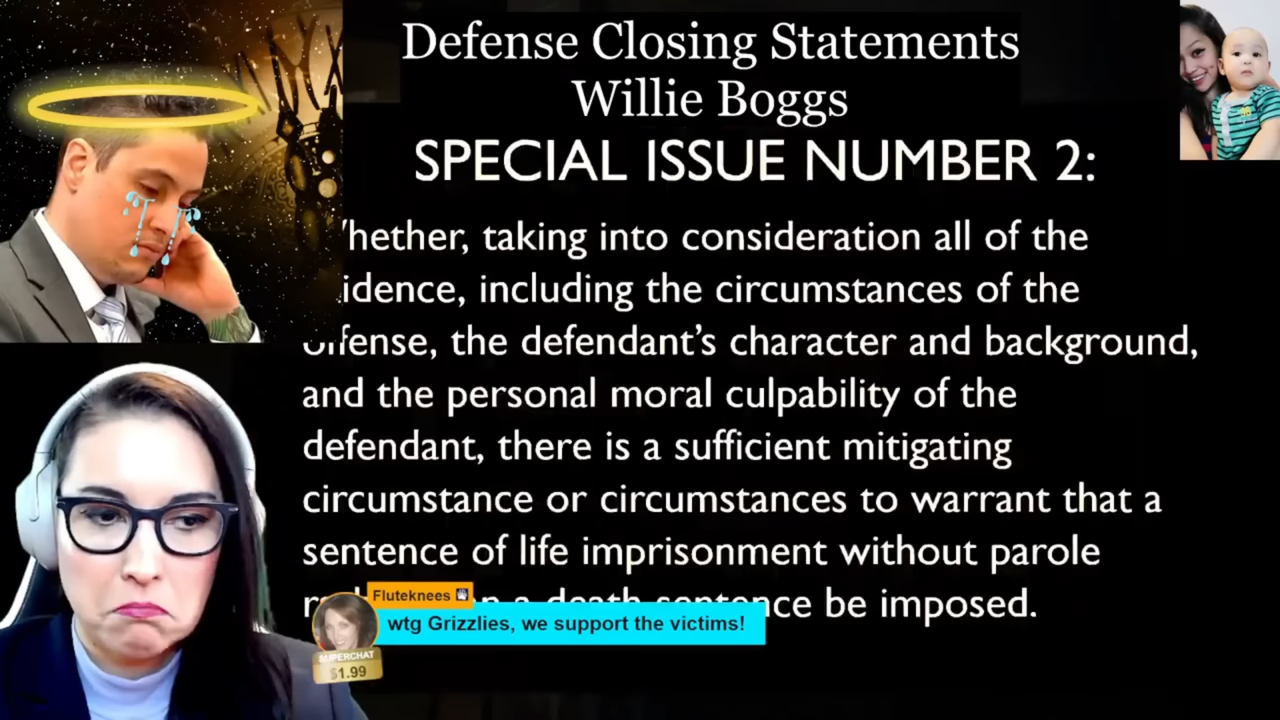 Defense Closing Statements
Willie Boggs
SPECIAL ISSUE NUMBER 2:
hether, taking into consideration all of the
idence, including the circumstances of the
offense, the defendant's character and background,
and the personal moral culpability of the
defendant, there is a sufficient mitigating
circumstance or circumstances to warrant that a
sentence of life imprisonment without parole
a death sentence be imposed.
Fluteknees
wtg Grizzlies, we support the victims!
SUPERCHAT
$1.99